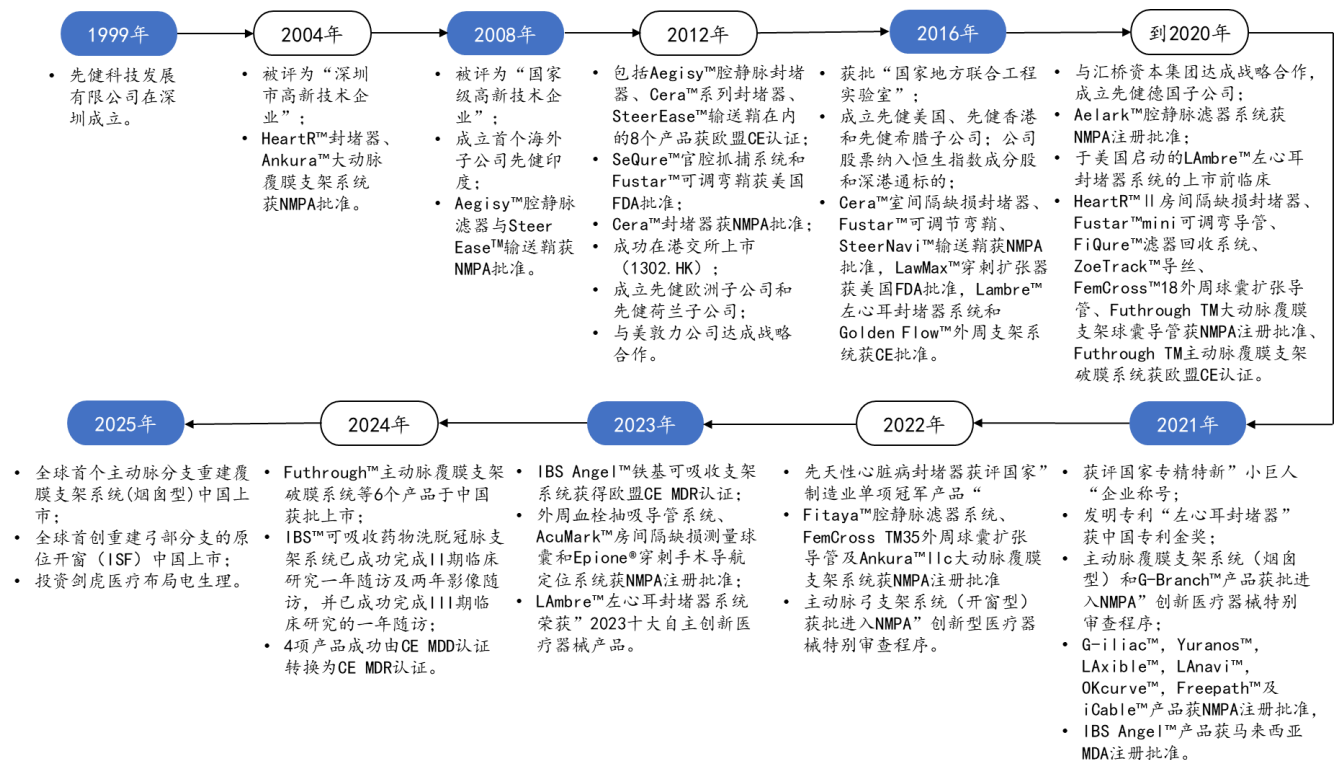 1999年
• 先健科技发展
有限公司在深
圳成立。
2004年
• 被评为“深圳
市高新技术企
业”；
• HeartR™封堵器、
Ankura™大动脉
覆膜支架系统
获NMPA批准。
2008年
• 被评为“国家
级高新技术企
业”；
• 成立首个海外
子公司先健印
度；
• Aegisy™腔静脉
滤器与Steer
Ease™输送鞘获
NMPA批准。
2012年
• 包括Aegisy™腔静脉封堵
器、Cera™系列封堵器、
SteerEase™输送鞘在内
的8个产品获欧盟CE认证；
• SeQure™官腔抓捕系统和
Fustar™可调弯鞘获美国
FDA批准；
• Cera™封堵器获NMPA批准；
• 成功在港交所上市
（1302.HK）；
• 成立先健欧洲子公司和
先健荷兰子公司；
• 与美敦力公司达成战略
合作。
2016年
• 获批“国家地方联合工程
实验室”；
• 成立先健美国、先健香港
和先健希腊子公司；公司
股票纳入恒生指数成分股
和深港通标的；
• Cera™室间隔缺损封堵器、
Fustar™可调节弯鞘、
SteerNavi™输送鞘获NMPA
批准，LawMax™穿刺扩张器
获美国FDA批准，Lambre™
左心耳封堵器系统和
Golden Flow™外周支架系
统获CE批准。
到2020年
• 与汇桥资本集团达成战略合作，
成立先健德国子公司；
• Aelark™腔静脉滤器系统获
NMPA注册批准；
• 于美国启动的LAmbre™左心耳
封堵器系统的上市前临床
• HeartR™Ⅱ房间隔缺损封堵器、
Fustar™mini可调弯导管、
FiQure™滤器回收系统、
ZoeTrack™导丝、
FemCross™18外周球囊扩张导
管、Futhrough TM大动脉覆膜
支架球囊导管获NMPA注册批准、
Futhrough TM主动脉覆膜支架
破膜系统获欧盟CE认证。
2025年
• 全球首个主动脉分支重建覆
膜支架系统(烟囱型)中国上
市；
• 全球首创重建弓部分支的原
位开窗（ISF）中国上市；
• 投资剑虎医疗布局电生理。
2024年
• Futhrough™主动脉覆膜支架
破膜系统等6个产品于中国
获批上市；
• IBS™可吸收药物洗脱冠脉支
架系统已成功完成II期临床
研究一年随访及两年影像随
访，并已成功完成III期临
床研究的一年随访；
• 4项产品成功由CE MDD认证
转换为CE MDR认证。
2023年
• IBS Angel™铁基可吸收支架
系统获得欧盟CE MDR认证；
• 外周血栓抽吸导管系统、
AcuMark™房间隔缺损测量球
囊和Epione®穿刺手术导航
定位系统获NMPA注册批准；
• LAmbre™左心耳封堵器系统
荣获”2023十大自主创新医
疗器械产品。
2022年
• 先天性心脏病封堵器获评国家”
制造业单项冠军产品“
• Fitaya™腔静脉滤器系统、
FemCross TM35外周球囊扩张
导管及Ankura™llc大动脉覆膜
支架系统获NMPA注册批准
• 主动脉弓支架系统（开窗型）
获批进入NMPA”创新型医疗器
械特别审查程序。
2021年
• 获评国家专精特新”小巨人
“企业称号；
• 发明专利“左心耳封堵器”
获中国专利金奖；
• 主动脉覆膜支架系统（烟囱
型）和G-Branch™产品获批进
入NMPA”创新医疗器械特别
审查程序；
• G-iliac™，Yuranos™，
LAxible™，LAnavi™，
OKcurve™，Freepath™及
iCable™产品获NMPA注册批准，
• IBS Angel™产品获马来西亚
MDA注册批准。